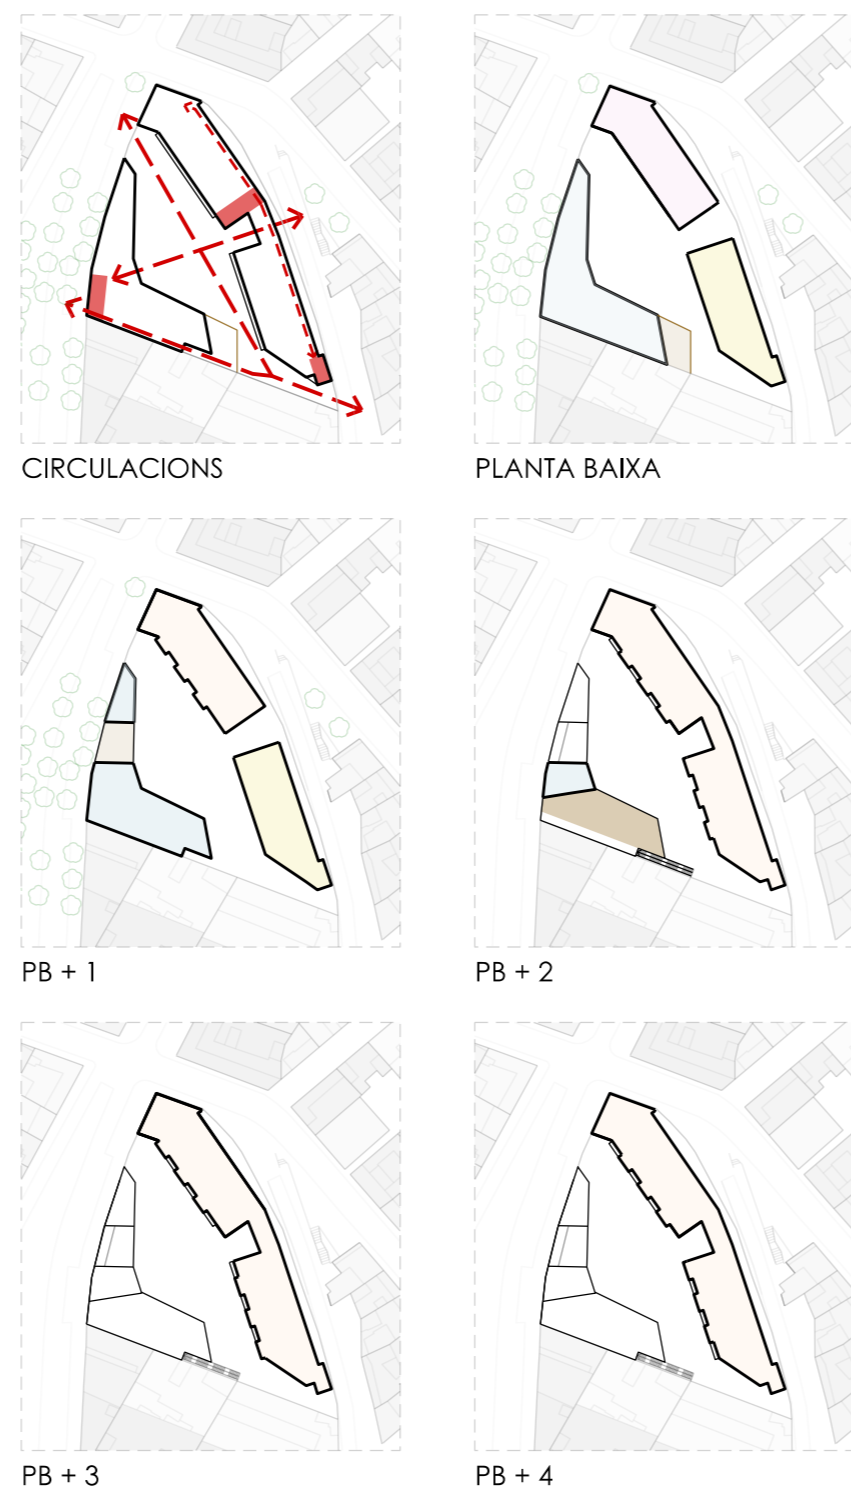 CIRCULACIONS
PLANTA BAIXA
PB + 1
PB + 2
PB + 3
PB + 4